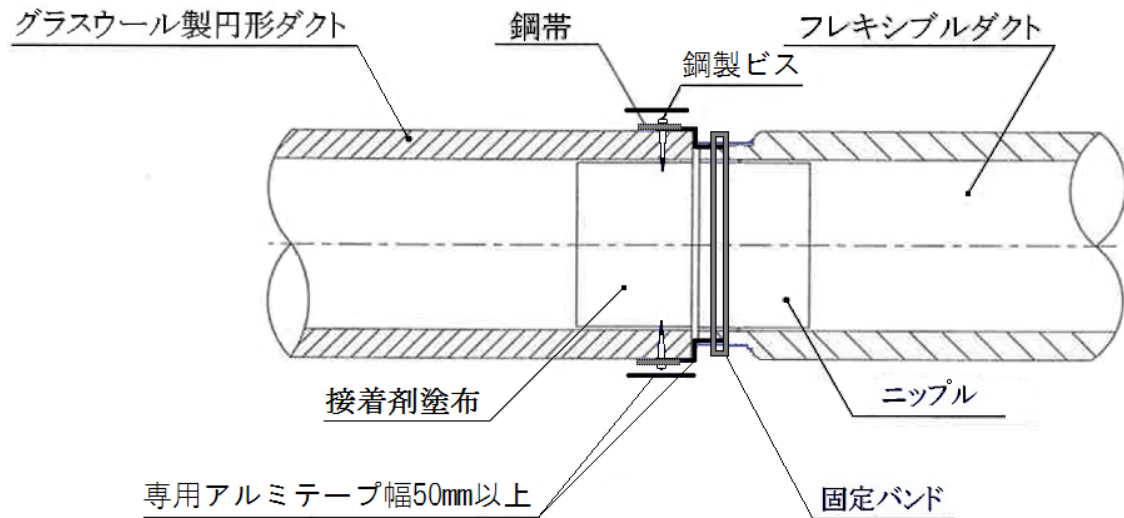 グラスウール製円形ダクト
鋼帯
フレキシブルダクト
鋼製ビス
接着剤塗布
ニップル
専用アルミテープ幅50mm以上
固定バンド